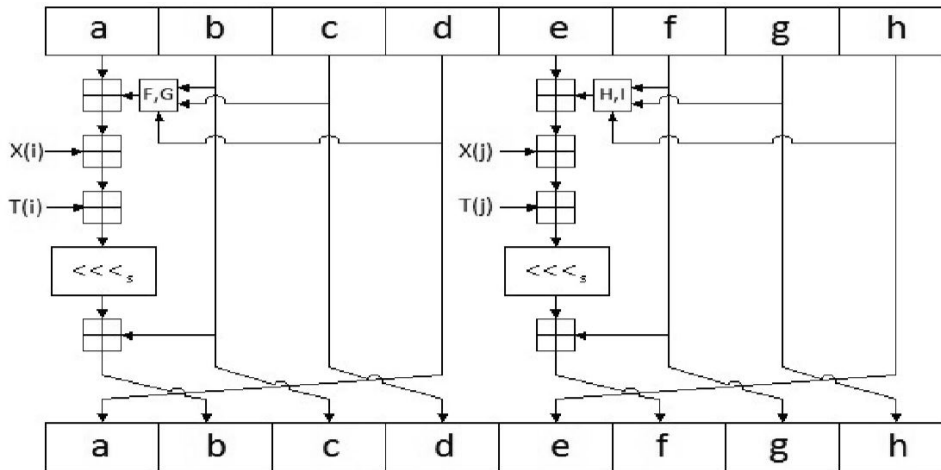 a b c d e f g h
F,G H,I
X(i) X(j)
T(i) T(j)
<<<s <<<s
a b c d e f g h